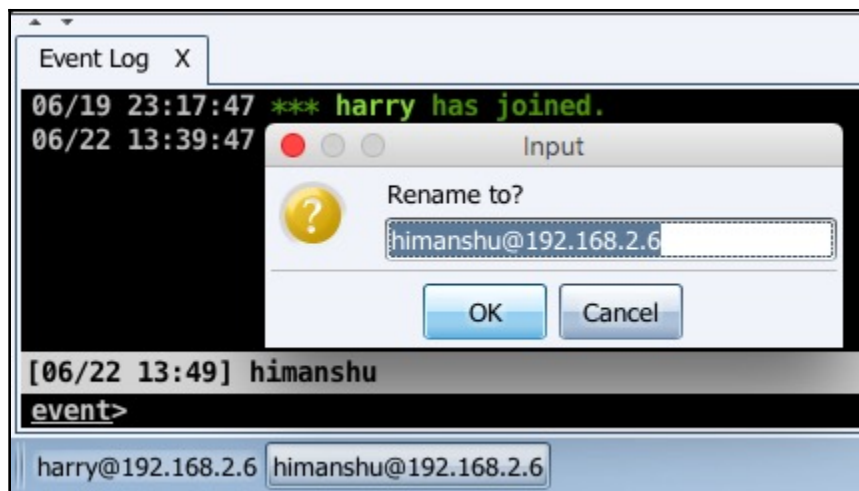 Event Log X
06/19 23:17:47 *** harry has joined.
06/22 13:39:47
Input
Rename to?
himanshu@192.168.2.6
OK Cancel
[06/22 13:49] himanshu
event>
harry@192.168.2.6 himanshu@192.168.2.6